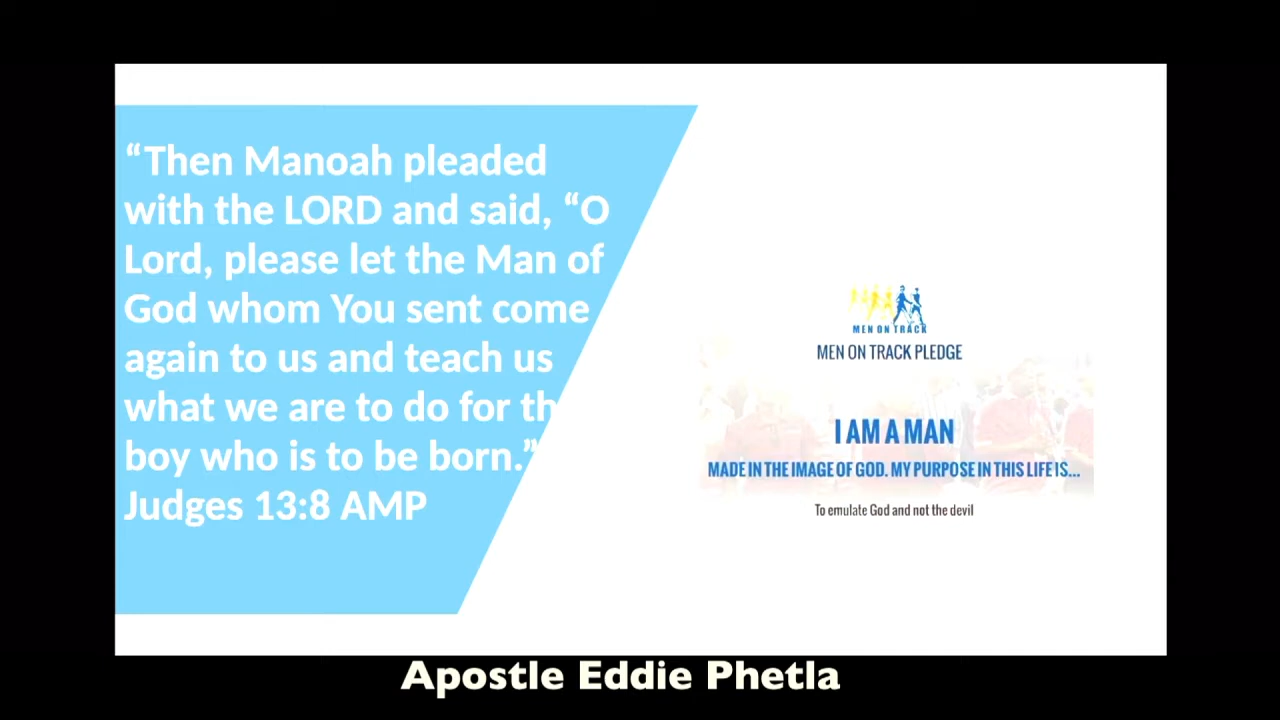 “Then Manoah pleaded
with the LORD and said, “O
Lord, please let the Man of
God whom You sent come
again to us and teach us
what we are to do for th
boy who is to be born.”
Judges 13:8 AMP
MEN ON TRACK
MEN ON TRACK PLEDGE
I AM A MAN
MADE IN THE IMAGE OF GOD. MY PURPOSE IN THIS LIFE IS...
To emulate God and not the devil
Apostle Eddie Phetla